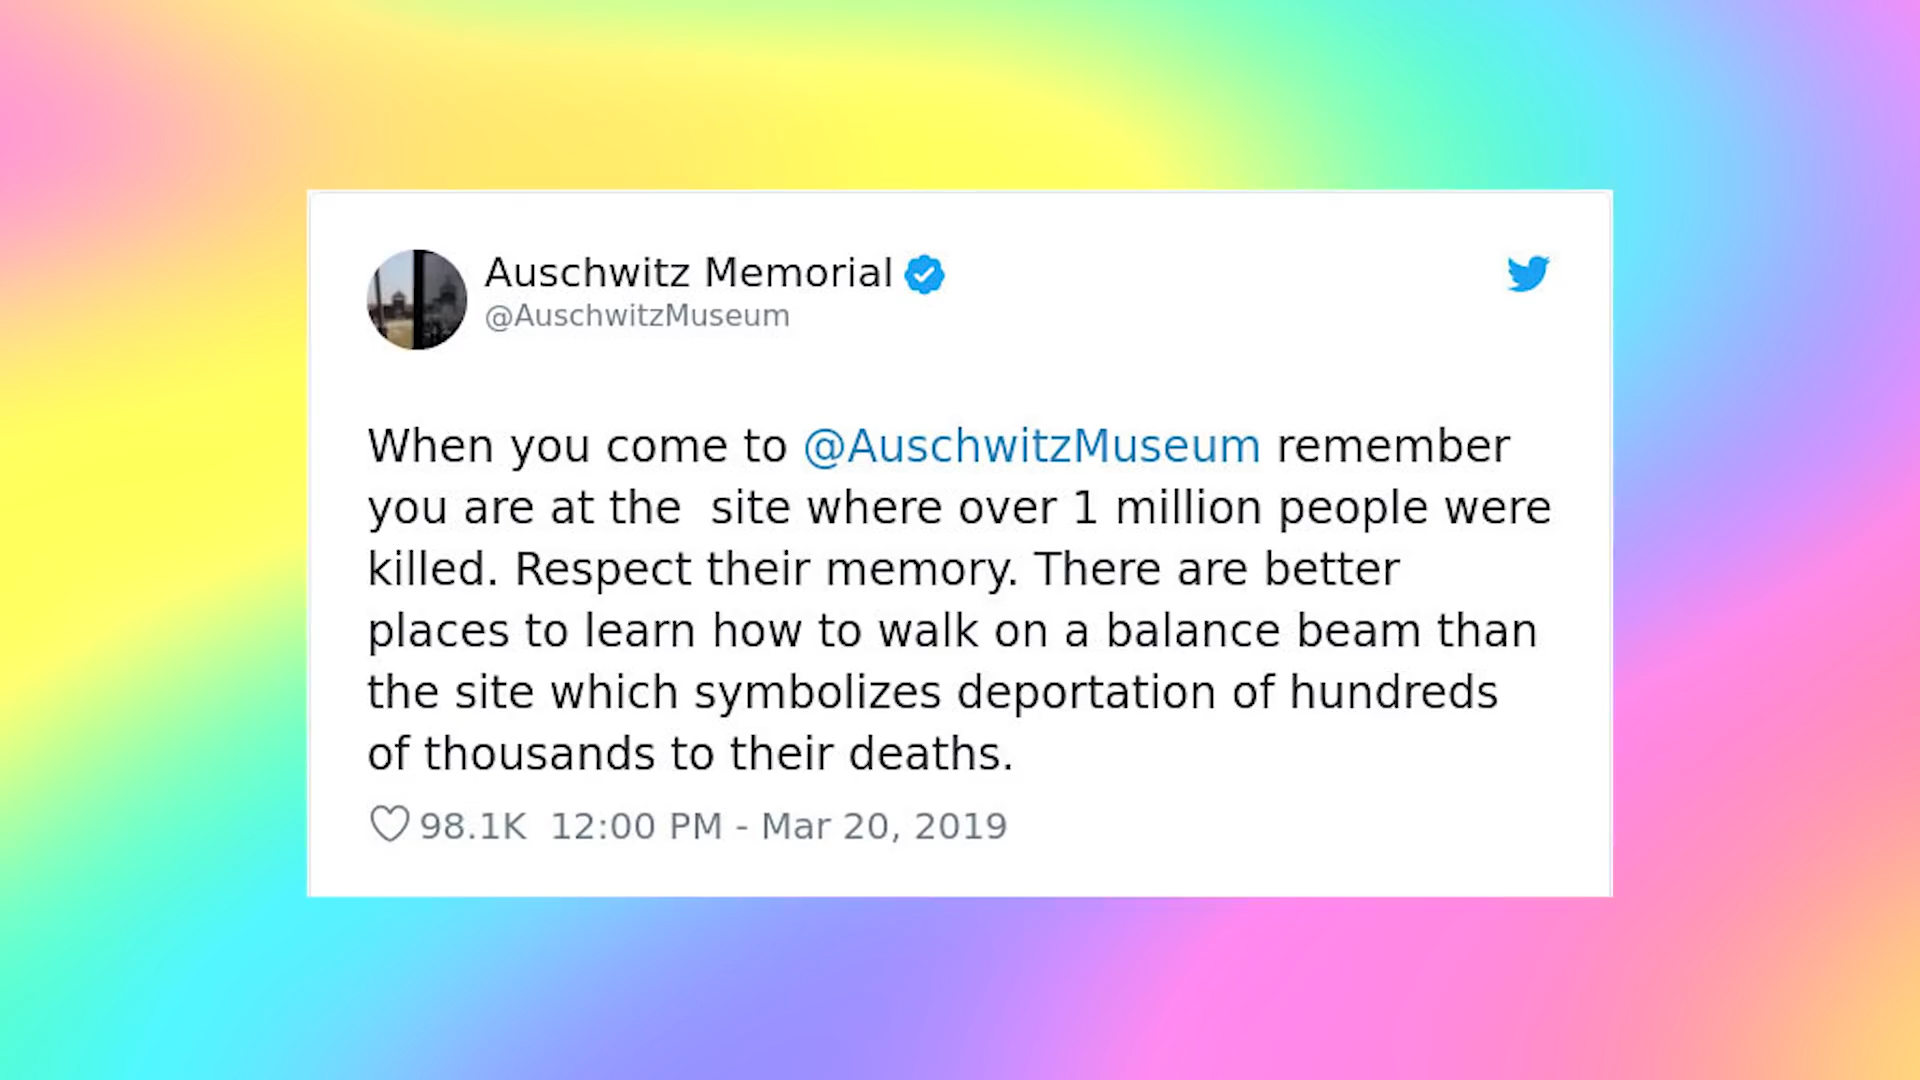 Auschwitz Memorial
@AuschwitzMuseum
When you come to @AuschwitzMuseum remember
you are at the  site where over 1 million people were
killed. Respect their memory. There are better
places to learn how to walk on a balance beam than
the site which symbolizes deportation of hundreds
of thousands to their deaths.
98.1K  12:00 PM - Mar 20, 2019